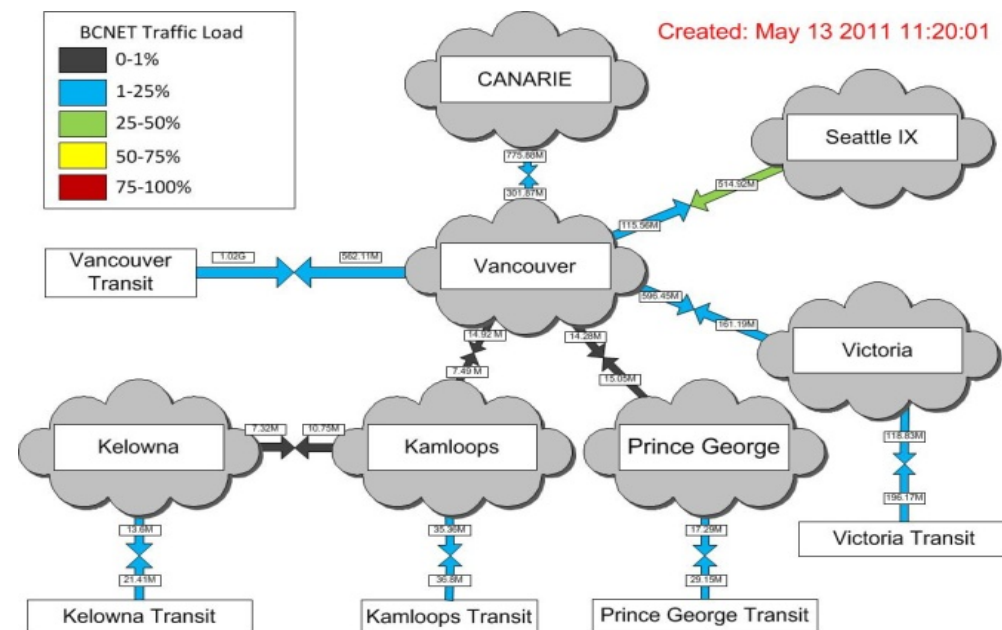 BCNET Traffic Load
0-1%
1-25%
25-50%
50-75%
75-100%
Created: May 13 2011 11:20:01
CANARIE
Seattle IX
775.88M
301.87M
514.92M
115.56M
Vancouver
Transit
1.02G
562.11M
Vancouver
596.45M
161.19M
Victoria
14.92 M
7.49 M
14.28M
15.05M
Kelowna
7.32M
10.75M
Kamloops
Prince George
118.83M
196.17M
Victoria Transit
13.6M
21.41M
35.36M
36.8M
17.29M
29.15M
Kelowna Transit
Kamloops Transit
Prince George Transit